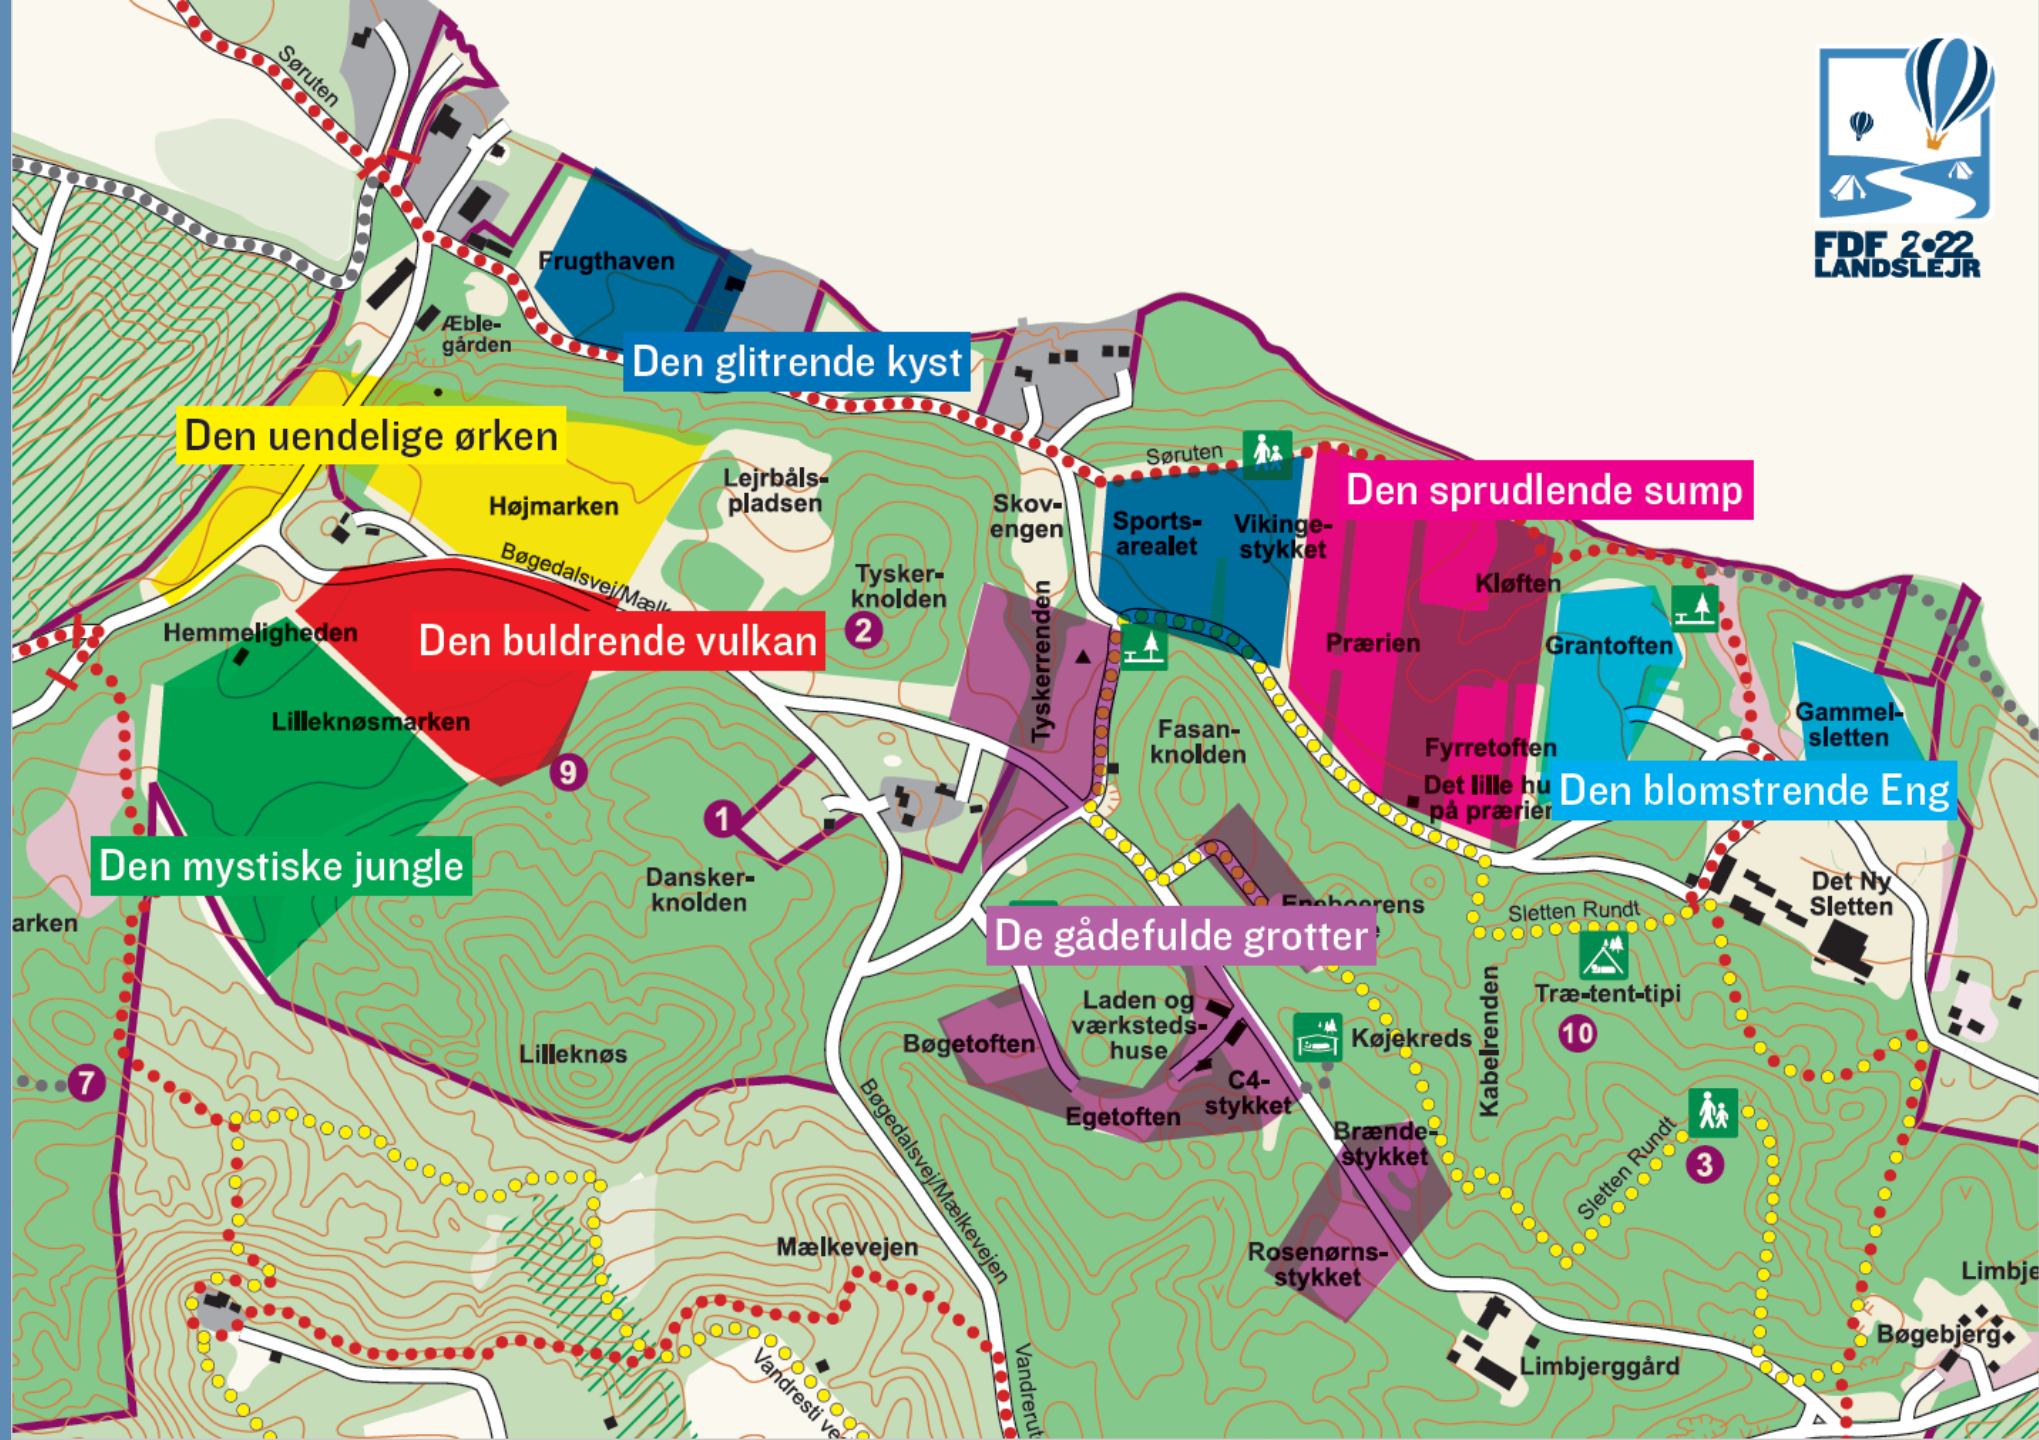 Søruten
FDF 2022
LANDSLEJR
Frugthaven
Æble-
gården
Den glitrende kyst
Den uendelige ørken
Højmarken
Lejrbåls-
pladsen
Skov-
engen
Søruten
Sports-
arealet
Vikinge-
stykket
Den sprudlende sump
Kløften
Prærien
Grantoften
Bøgedalsvej/Mælk
Tysker-
knolden
2
Tyskerrenden
Hemmeligheden
Den buldrende vulkan
Lilleknøsmarken
9
1
Fasan-
knolden
Fyrretoften
Det lille hu
på prærien
Gammel-
sletten
Den blomstrende Eng
Den mystiske jungle
Dansker-
knolden
arken
De gådefulde grotter
Sletten Rundt
Det Ny
Sletten
Træ-tent-tipi
10
Kabelrenden
Køjekreds
Laden og
værksteds-
huse
Bøgetoften
Egetoften
C4-
stykket
Lilleknøs
7
Brænde-
stykket
Sletten Rundt
3
Bøgedalsvej/Mælkevejen
Mælkevejen
Rosenørns-
stykket
Limbje
Bøgebjerg
Limbjerggård
Vandresti ve
Vandrerut